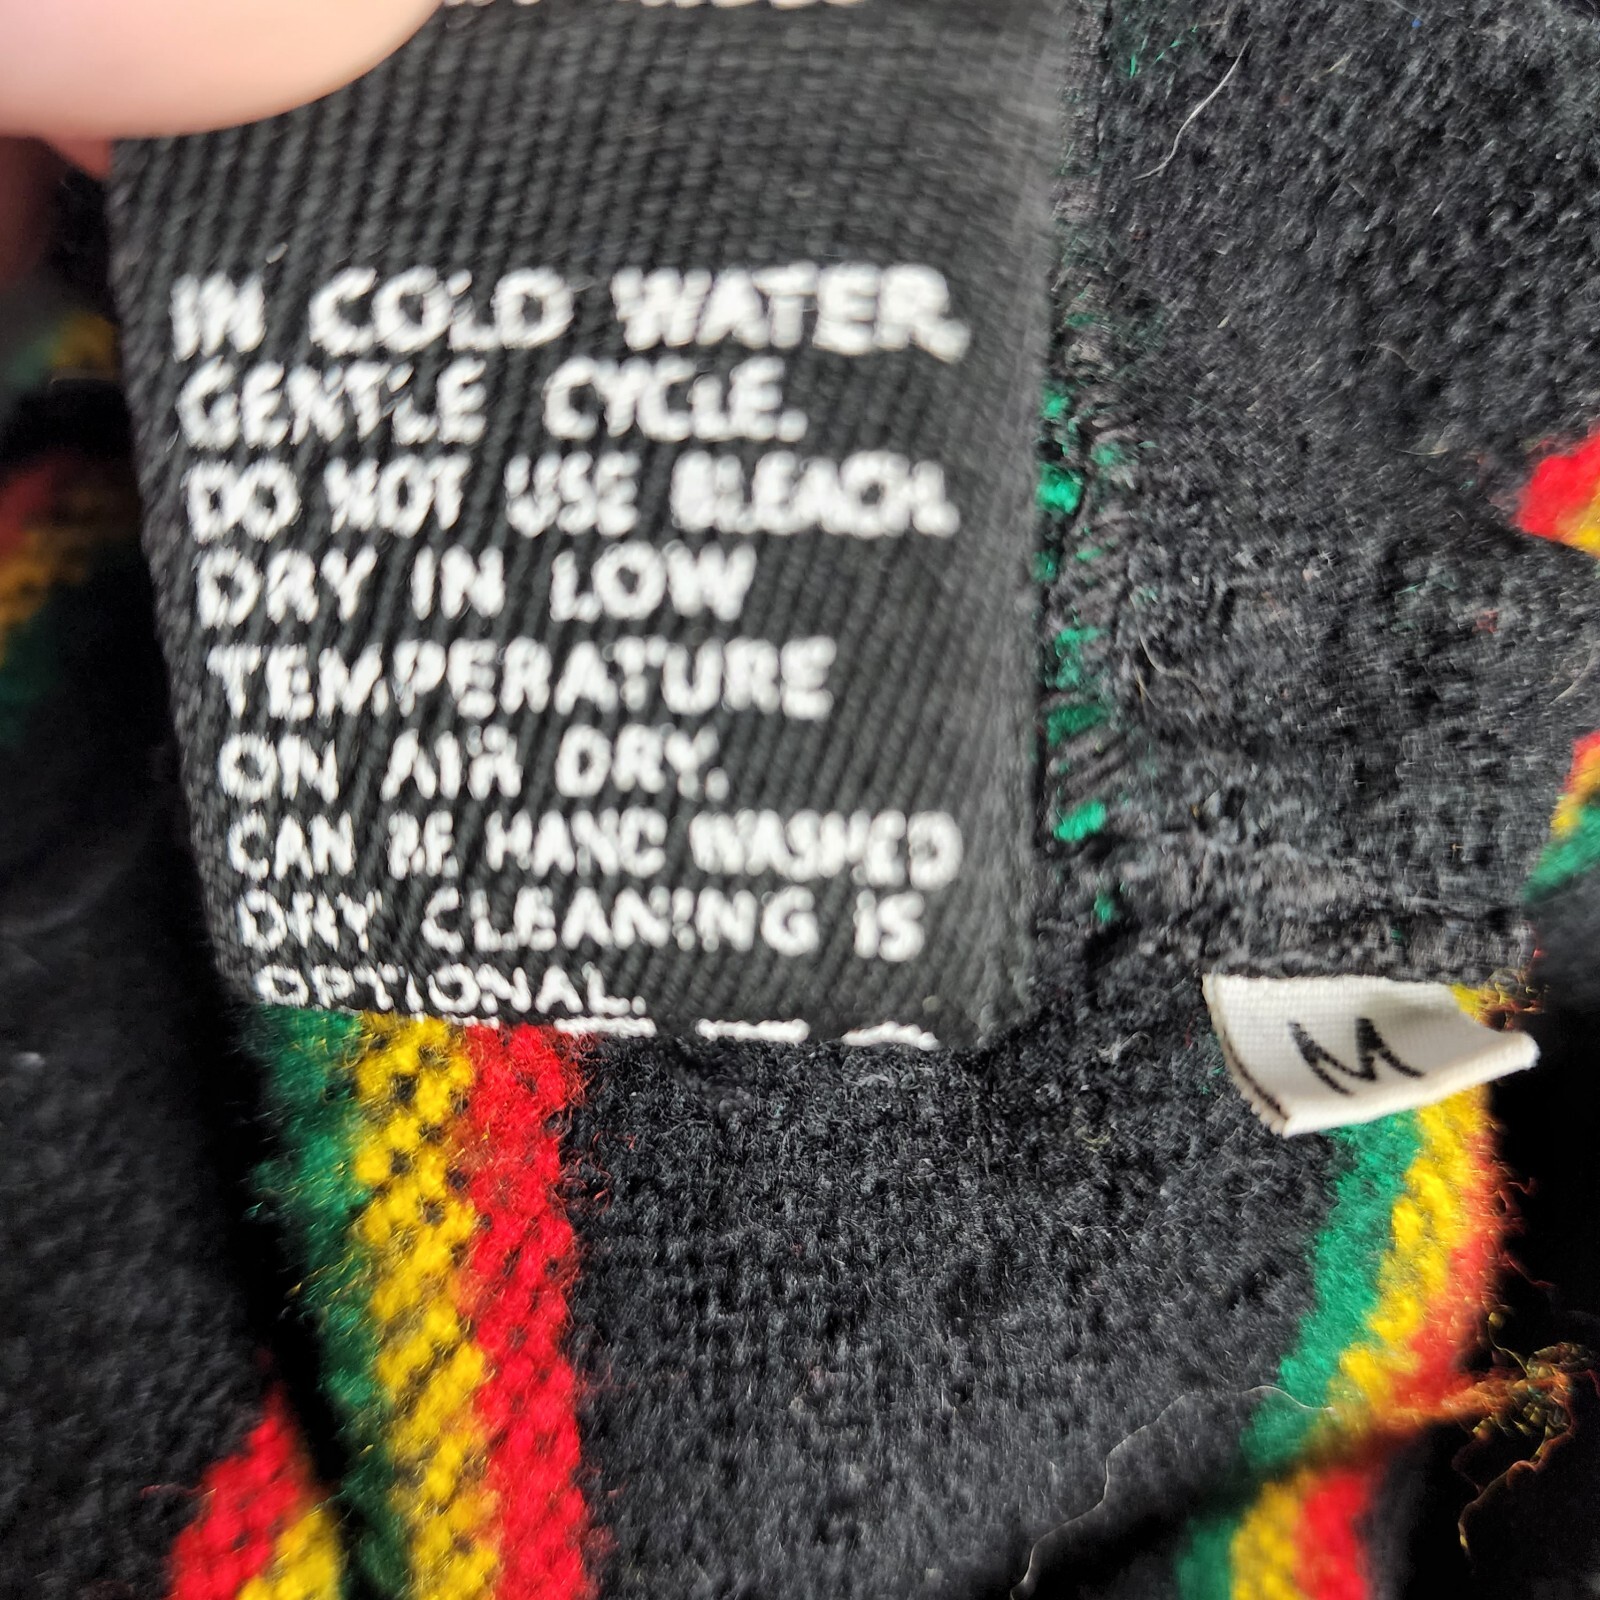 IN COLD WATER,
GENTLE CYCLE.
DO NOT USE BLEACH.
DRY IN LOW
TEMPERATURE
ON AIR DRY.
CAN BE HAND WASHED
DRY CLEANING IS
OPTIONAL.
M